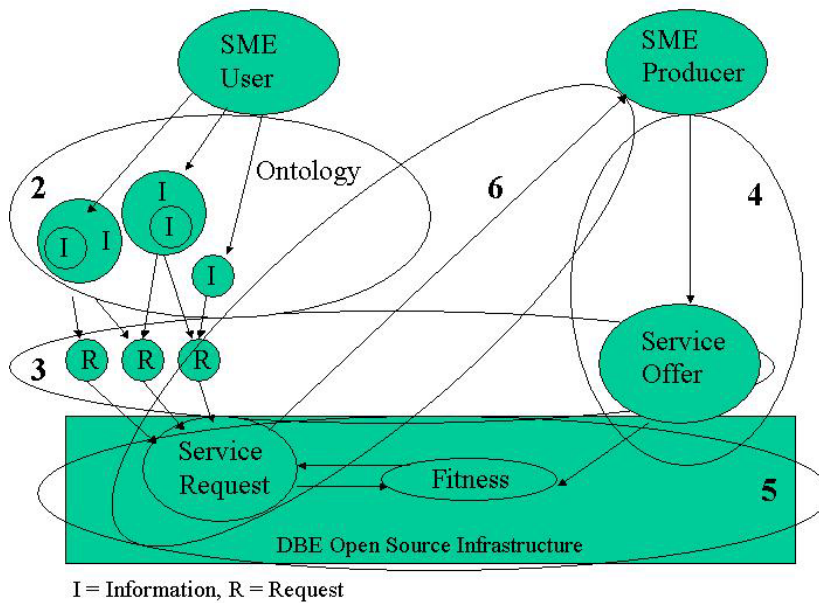 SME
User
SME
Producer
Ontology
2
6
4
I
I
I
I
I
3
R
R
R
Service
Offer
Service
Request
Fitness
5
DBE Open Source Infrastructure
I = Information, R = Request